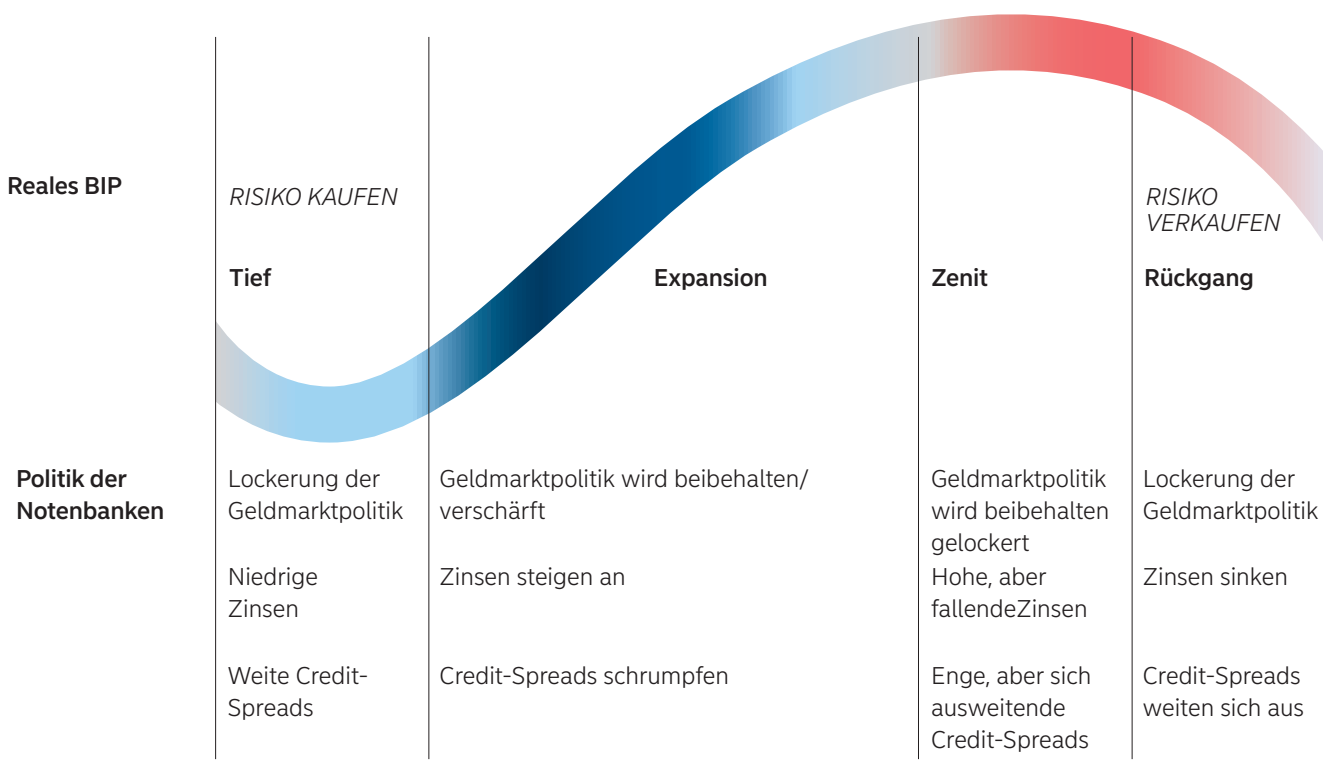 Reales BIP
RISIKO KAUFEN
RISIKO
VERKAUFEN
Tief
Expansion
Zenit
Rückgang
Politik der
Notenbanken
Lockerung der
Geldmarktpolitik
Geldmarktpolitik wird beibehalten/
verschärft
Geldmarktpolitik
wird beibehalten
gelockert
Lockerung der
Geldmarktpolitik
Niedrige
Zinsen
Zinsen steigen an
Hohe, aber
fallendeZinsen
Zinsen sinken
Weite Credit-
Spreads
Credit-Spreads schrumpfen
Enge, aber sich
ausweitende
Credit-Spreads
Credit-Spreads
weiten sich aus